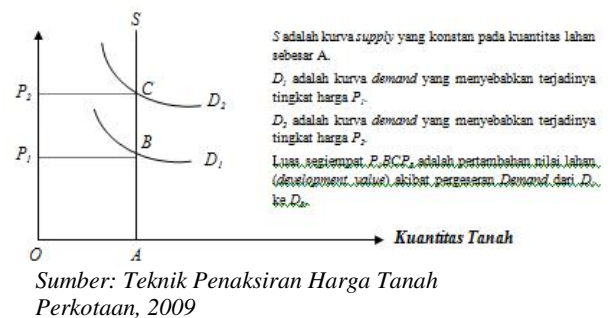 S
S adalah kurva supply yang konstan pada kuantitas lahan
sebesar A.
D1 adalah kurva demand yang menyebabkan terjadinya
tingkat harga P1.
D2 adalah kurva demand yang menyebabkan terjadinya
tingkat harga P2.
Luas segiempat P1BCP2 adalah pertambahan nilai lahan
(development value) akibat pergeseran Demand dari D1
ke D2.
P2
C
D2
P1
B
D1
O
A
Kuantitas Tanah
Sumber: Teknik Penaksiran Harga Tanah
Perkotaan, 2009